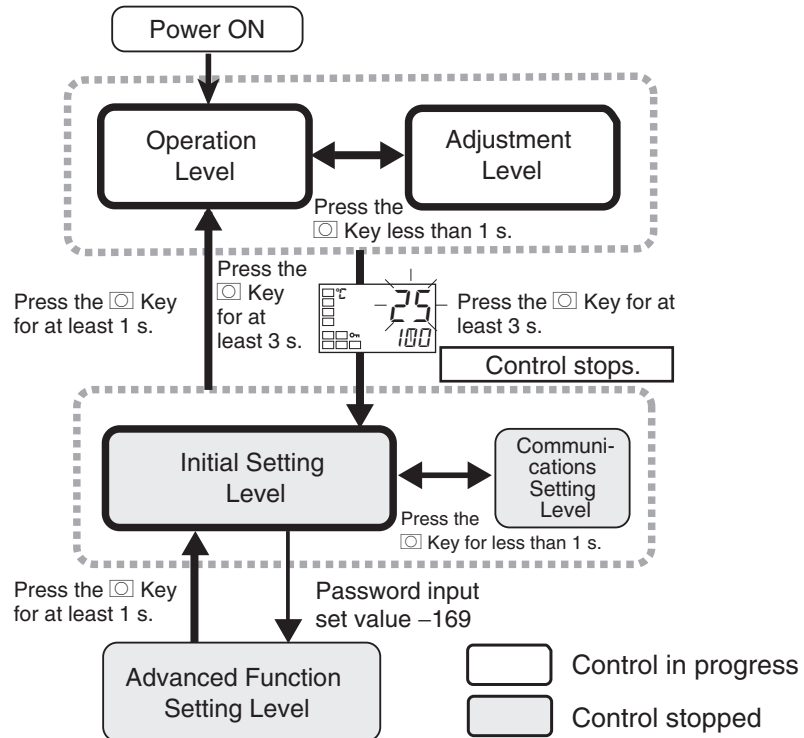 Power ON
Operation
Level
Adjustment
Level
Press the
Key less than 1 s.
Press the Key
for at least 1 s.
Press the
Key
for at
least 3 s.
°C
25
100
Press the Key for at
least 3 s.
Control stops.
Initial Setting
Level
Communi-
cations
Setting
Level
Press the
Key for less than 1 s.
Press the Key
for at least 1 s.
Password input
set value –169
Advanced Function
Setting Level
Control in progress
Control stopped